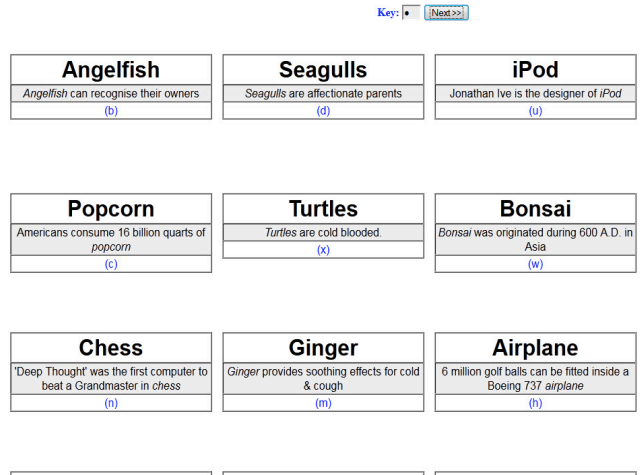 Key: • Next>>
Angelfish
Angelfish can recognise their owners
(b)
Seagulls
Seagulls are affectionate parents
(d)
iPod
Jonathan Ive is the designer of iPod
(u)
Popcorn
Americans consume 16 billion quarts of
popcorn
(c)
Turtles
Turtles are cold blooded.
(x)
Bonsai
Bonsai was originated during 600 A.D. in
Asia
(w)
Chess
'Deep Thought' was the first computer to
beat a Grandmaster in chess
(n)
Ginger
Ginger provides soothing effects for cold
& cough
(m)
Airplane
6 million golf balls can be fitted inside a
Boeing 737 airplane
(h)